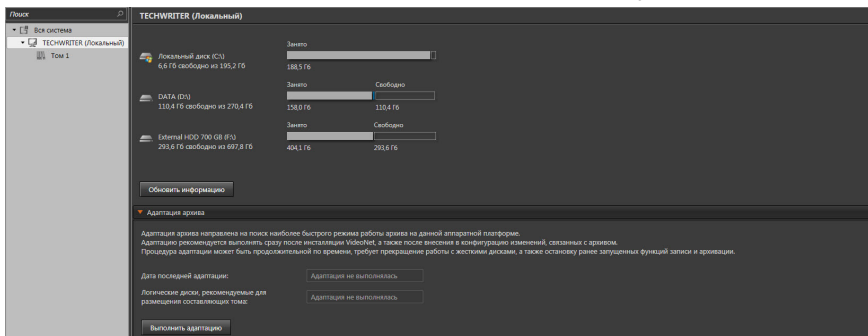 Поиск
TECHWRITER (Локальный)
Вся система
TECHWRITER (Локальный)
Том 1
Занято
Локальный диск (C:\)
6,6 Гб свободно из 195,2 Гб
188,5 Гб
Занято Свободно
DATA (D:\)
110,4 Гб свободно из 270,4 Гб
158,0 Гб 110,4 Гб
Занято Свободно
External HDD 700 GB (F:\)
293,6 Гб свободно из 697,8 Гб
404,1 Гб 293,6 Гб
Обновить информацию
Адаптация архива
Адаптация архива направлена на поиск наиболее быстрого режима работы архива на данной аппаратной платформе.
Адаптацию рекомендуется выполнять сразу после инсталляции VideoNet, а также после внесения в конфигурацию изменений, связанных с архивом.
Процедура адаптации может быть продолжительной по времени, требует прекращение работы с жесткими дисками, а также остановку ранее запущенных функций записи и архивации.
Дата последней адаптации: Адаптация не выполнялась
Логические диски, рекомендуемые для
размещения составляющих тома: Адаптация не выполнялась
Выполнить адаптацию